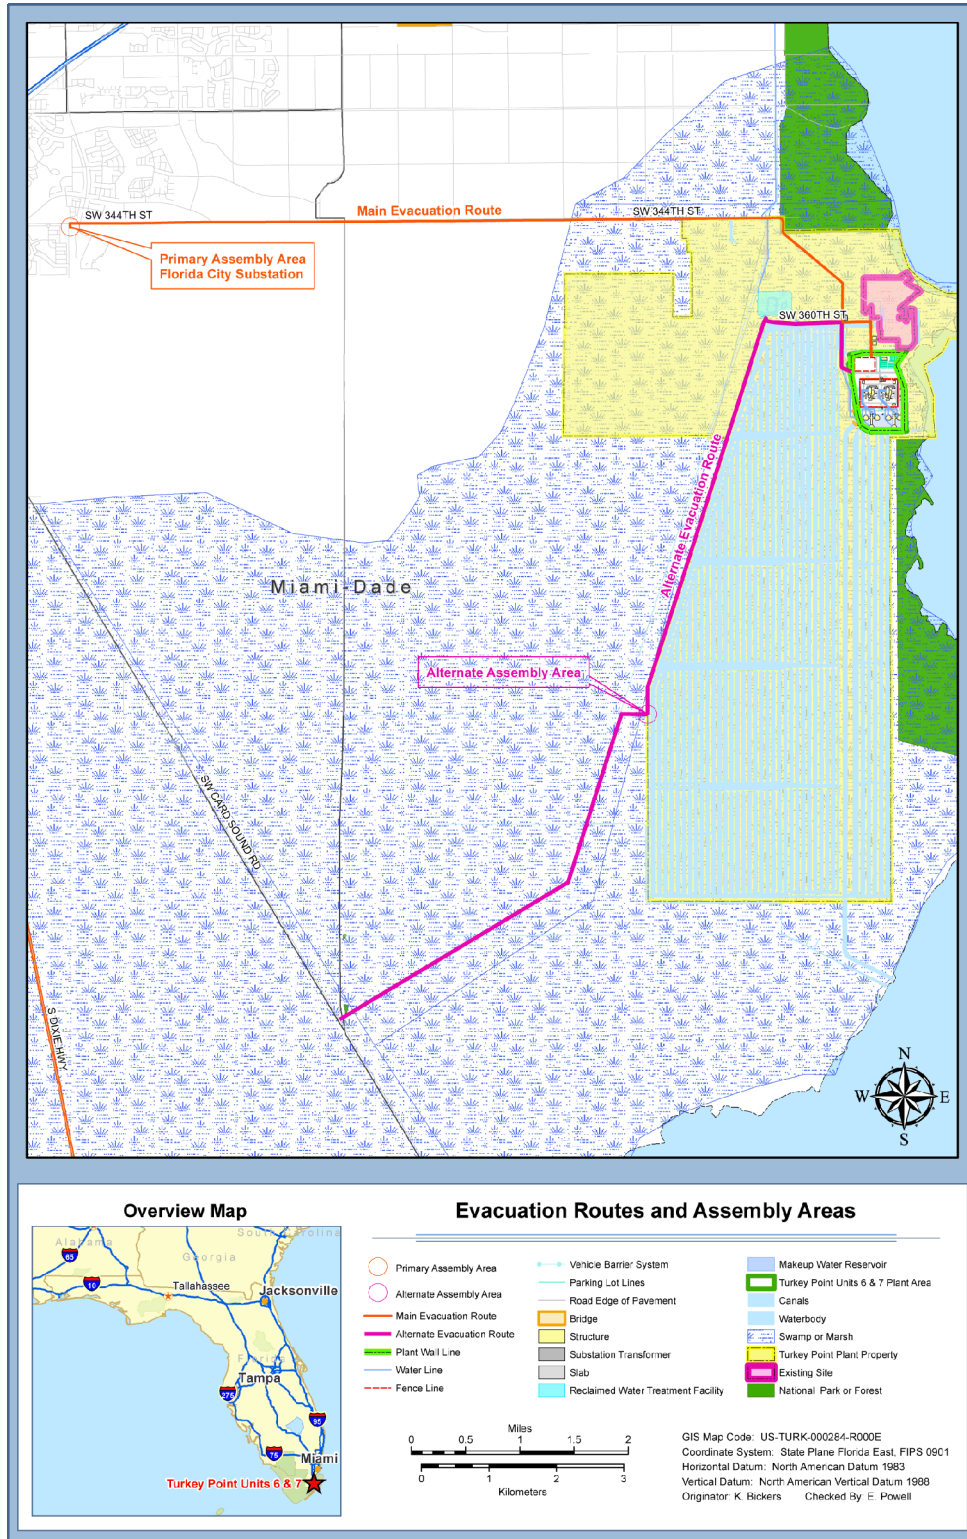 SW 344TH ST
Main Evacuation Route
SW 344TH ST
Primary Assembly Area
Florida City Substation
SW 360TH ST
Alternate Evacuation Route
Miami-Dade
Alternate Assembly Area
SW CARD SOUND RD
S DIXIE HWY
N
W E
S
Overview Map
Alabama
Georgia
South Carolina
65
10
Tallahassee
Jacksonville
Florida
Tampa
275
95
75
Miami
Turkey Point Units 6 & 7
Evacuation Routes and Assembly Areas
Primary Assembly Area
Alternate Assembly Area
Main Evacuation Route
Alternate Evacuation Route
Plant Wall Line
Water Line
Fence Line
Vehicle Barrier System
Parking Lot Lines
Road Edge of Pavement
Bridge
Structure
Substation Transformer
Slab
Reclaimed Water Treatment Facility
Makeup Water Reservoir
Turkey Point Units 6 & 7 Plant Area
Canals
Waterbody
Swamp or Marsh
Turkey Point Plant Property
Existing Site
National Park or Forest
Miles
0 0.5 1 1.5 2
0 1 2 3
Kilometers
GIS Map Code: US-TURK-000284-R000E
Coordinate System: State Plane Florida East, FIPS 0901
Horizontal Datum: North American Datum 1983
Vertical Datum: North American Vertical Datum 1988
Originator: K. Bickers Checked By: E. Powell